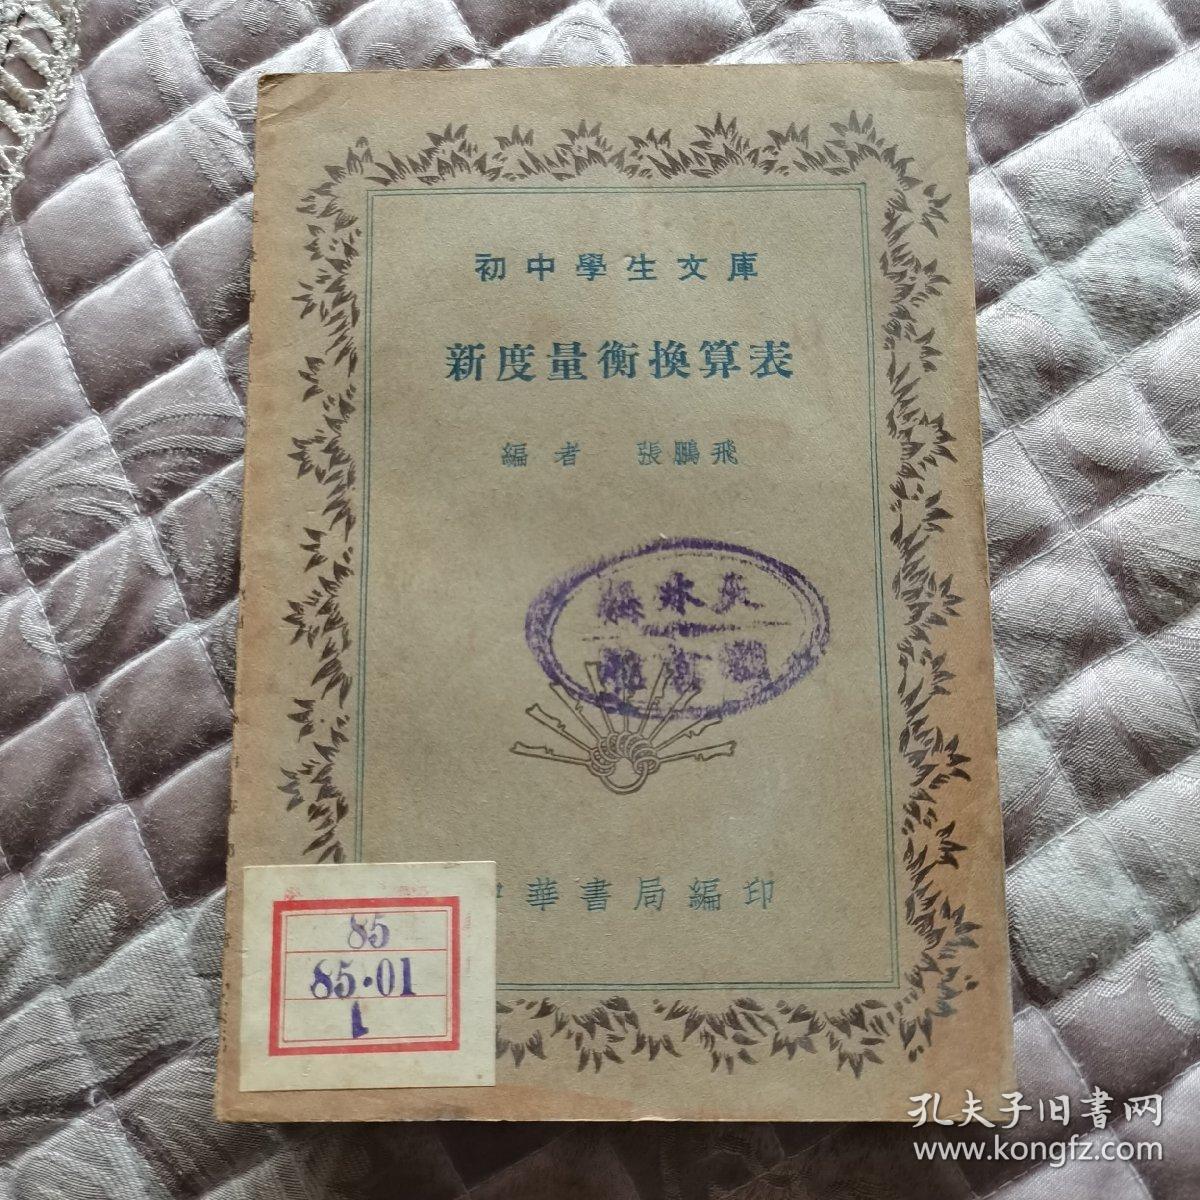 初中學生文庫
新度量衡換算表
編者 張鵬飛
華書局編印
85
85·01
1
孔夫子旧書网
www.kongfz.com